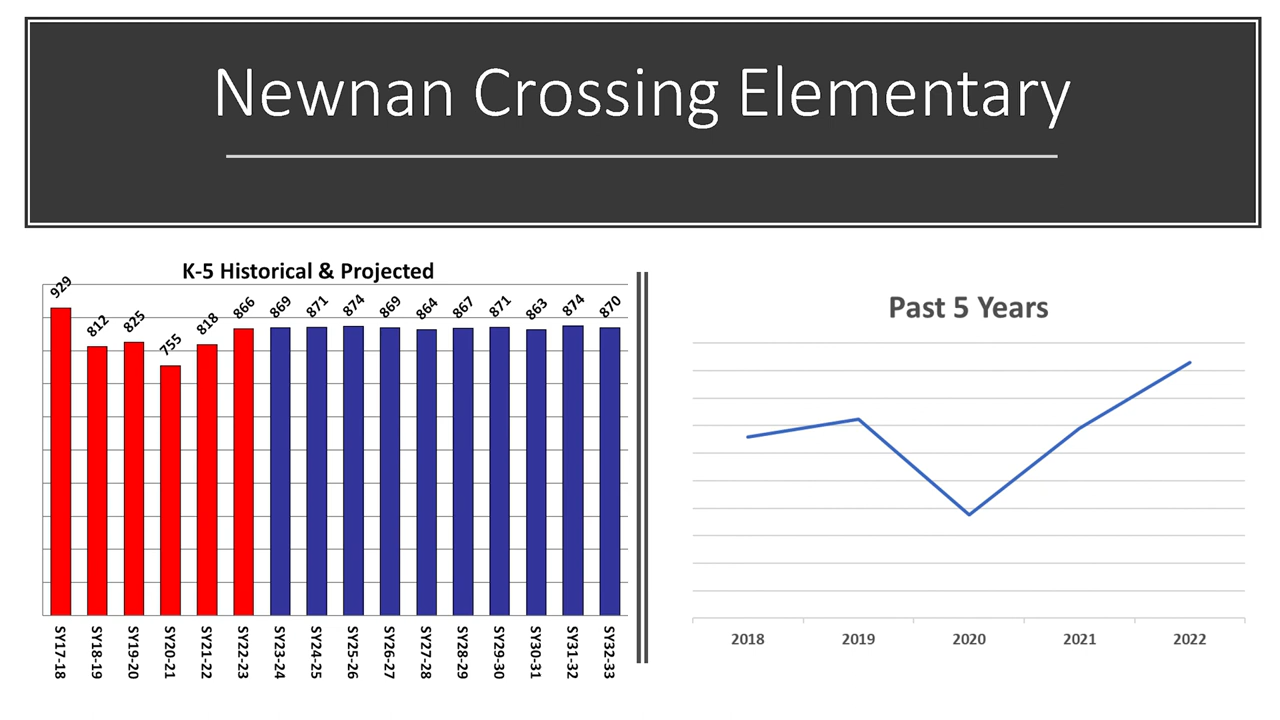 Newnan Crossing Elementary
K-5 Historical & Projected
929
812
825
755
818
866
869
871
874
869
864
867
871
863
874
870
SY17-18
SY18-19
SY19-20
SY20-21
SY21-22
SY22-23
SY23-24
SY24-25
SY25-26
SY26-27
SY27-28
SY28-29
SY29-30
SY30-31
SY31-32
SY32-33
Past 5 Years
2018 2019 2020 2021 2022